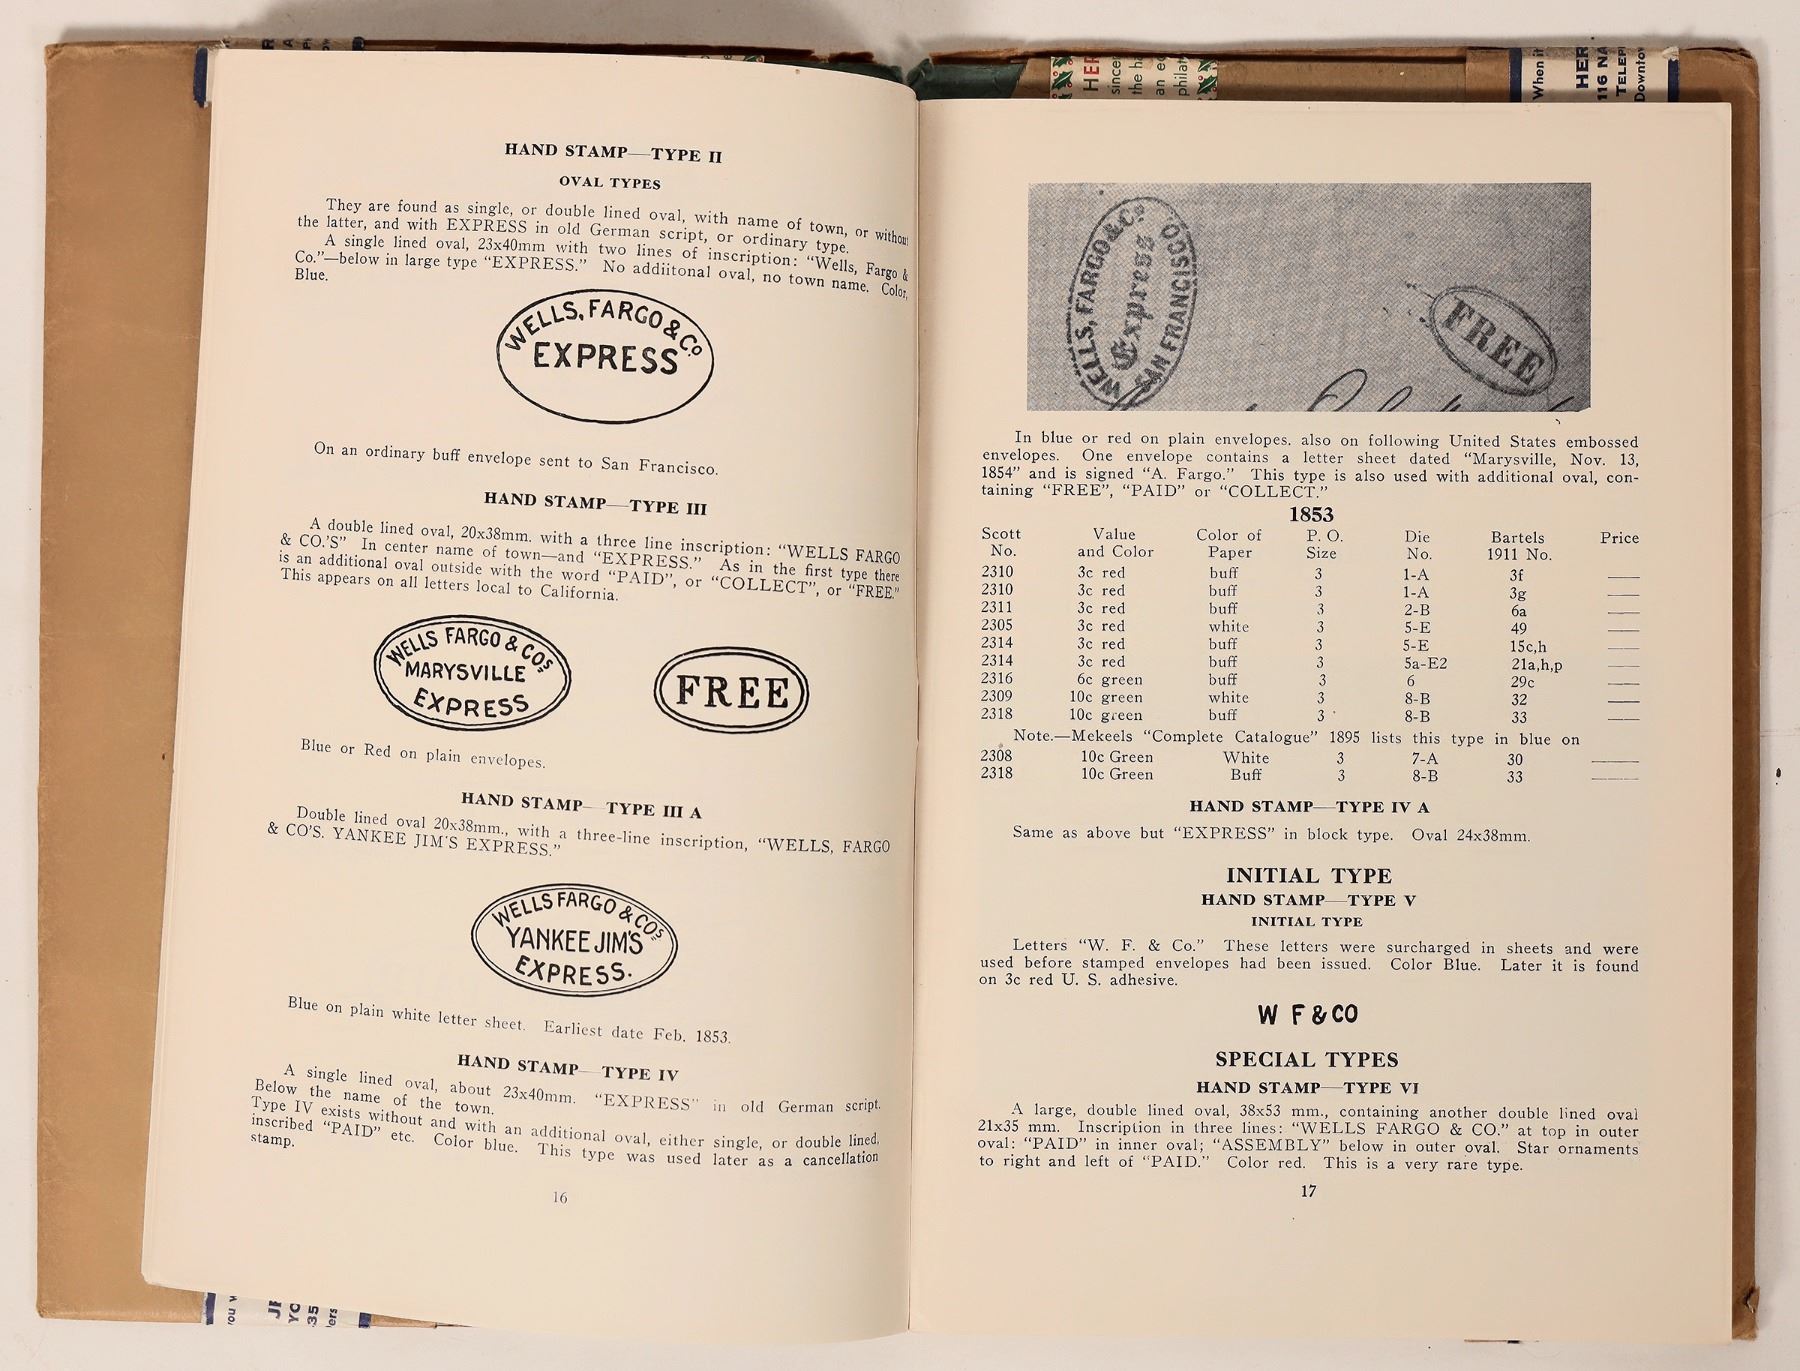 HAND STAMP—TYPE II
OVAL TYPES
They are found as single, or double lined oval, with name of town, or without
the latter, and with EXPRESS in old German script, or ordinary type.
A single lined oval, 23x40mm with two lines of inscription: "Wells, Fargo &
Co."—below in large type "EXPRESS." No addiitonal oval, no town name. Color,
Blue.
WELLS, FARGO & Co.
EXPRESS
On an ordinary buff envelope sent to San Francisco.
HAND STAMP—TYPE III
A double lined oval, 20x38mm. with a three line inscription: "WELLS FARGO
& CO.'S" In center name of town—and "EXPRESS." As in the first type there
is an additional oval outside with the word "PAID", or "COLLECT", or "FREE."
This appears on all letters local to California.
WELLS FARGO & COS
MARYSVILLE
EXPRESS
FREE
Blue or Red on plain envelopes.
HAND STAMP—TYPE III A
Double lined oval 20x38mm., with a three-line inscription, "WELLS, FARGO
& CO'S. YANKEE JIM'S EXPRESS."
WELLS FARGO & CO'S
YANKEE JIM'S
EXPRESS.
Blue on plain white letter sheet. Earliest date Feb. 1853.
HAND STAMP—TYPE IV
A single lined oval, about 23x40mm. "EXPRESS" in old German script.
Below the name of the town.
Type IV exists without and with an additional oval, either single, or double lined,
inscribed "PAID" etc. Color blue. This type was used later as a cancellation
stamp.
16
WELLS, FARGO & Co.
Express
SAN FRANCISCO.
FREE
In blue or red on plain envelopes. also on following United States embossed
envelopes. One envelope contains a letter sheet dated "Marysville, Nov. 13,
1854" and is signed "A. Fargo." This type is also used with additional oval, con-
taining "FREE", "PAID" or "COLLECT."
1853
Scott Value Color of P. O. Die Bartels Price
No. and Color Paper Size No. 1911 No.
2310 3c red buff 3 1-A 3f
2310 3c red buff 3 1-A 3g
2311 3c red buff 3 2-B 6a
2305 3c red white 3 5-E 49
2314 3c red buff 3 5-E 15c,h
2314 3c red buff 3 5a-E2 21a,h,p
2316 6c green buff 3 6 29c
2309 10c green white 3 8-B 32
2318 10c green buff 3 8-B 33
Note.—Mekeels "Complete Catalogue" 1895 lists this type in blue on
2308 10c Green White 3 7-A 30
2318 10c Green Buff 3 8-B 33
HAND STAMP—TYPE IV A
Same as above but "EXPRESS" in block type. Oval 24x38mm.
INITIAL TYPE
HAND STAMP—TYPE V
INITIAL TYPE
Letters "W. F. & Co." These letters were surcharged in sheets and were
used before stamped envelopes had been issued. Color Blue. Later it is found
on 3c red U. S. adhesive.
W F & CO
SPECIAL TYPES
HAND STAMP—TYPE VI
A large, double lined oval, 38x53 mm., containing another double lined oval
21x35 mm. Inscription in three lines: "WELLS FARGO & CO." at top in outer
oval: "PAID" in inner oval; "ASSEMBLY" below in outer oval. Star ornaments
to right and left of "PAID." Color red. This is a very rare type.
17
HER
since
the ha
an ea
philat
When it
HER
116 NA
TELEP
Downtow